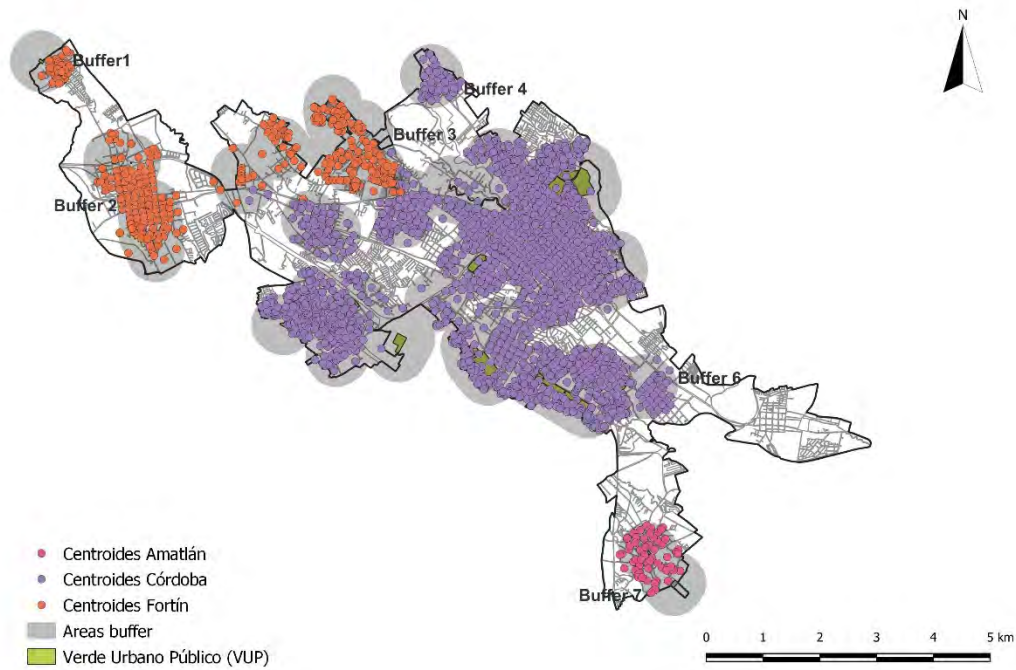 N
Buffer1
Buffer 4
Buffer 3
Buffer 2
Buffer 6
Buffer 7
Centroides Amatlán
Centroides Córdoba
Centroides Fortín
Areas buffer
Verde Urbano Público (VUP)
0 1 2 3 4 5 km